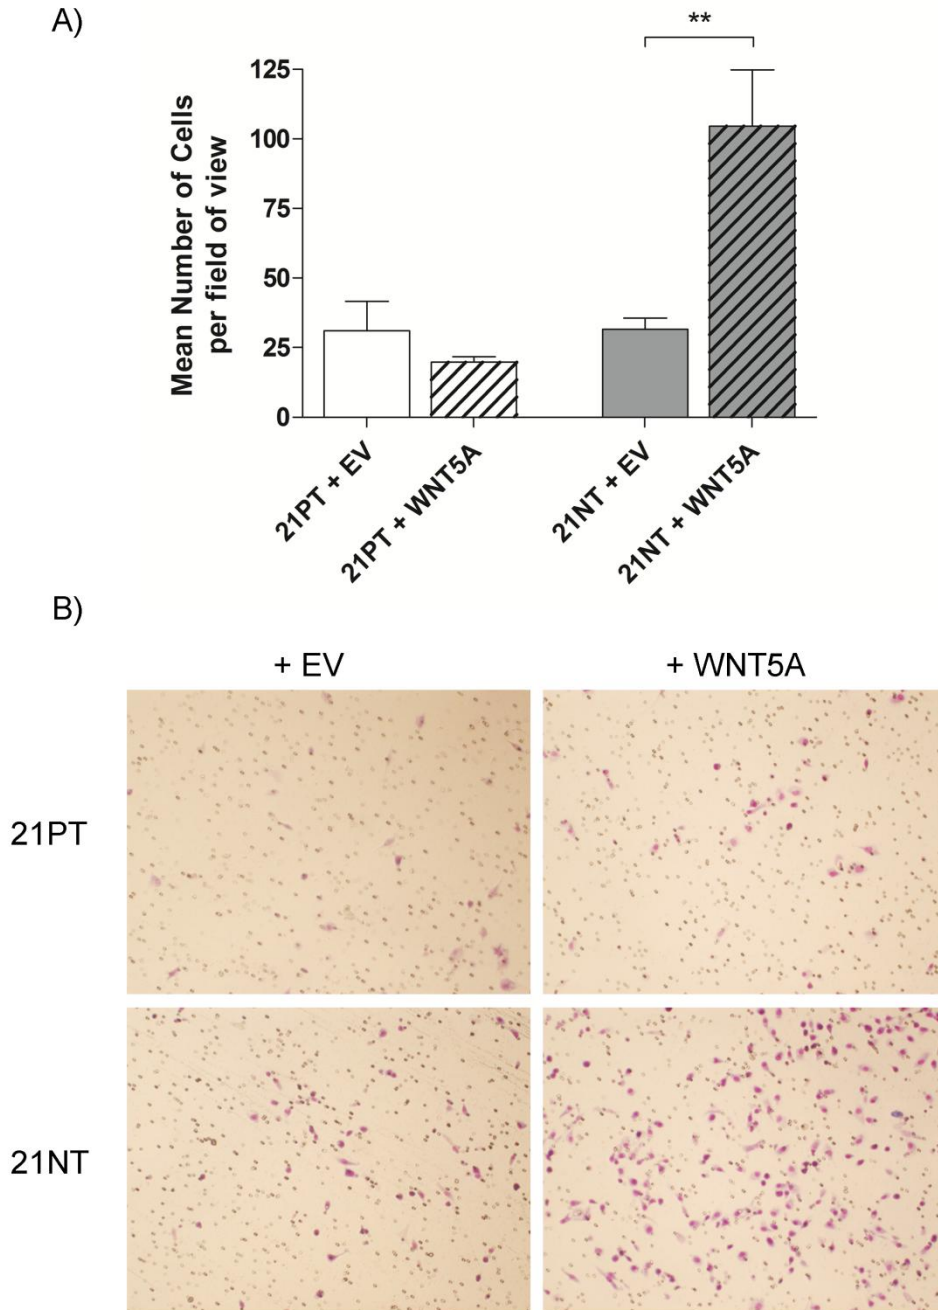 A)
**
Mean Number of Cells
per field of view
125
100
75
50
25
0
21PT + EV
21PT + WNT5A
21NT + EV
21NT + WNT5A
B)
+ EV
+ WNT5A
21PT
21NT